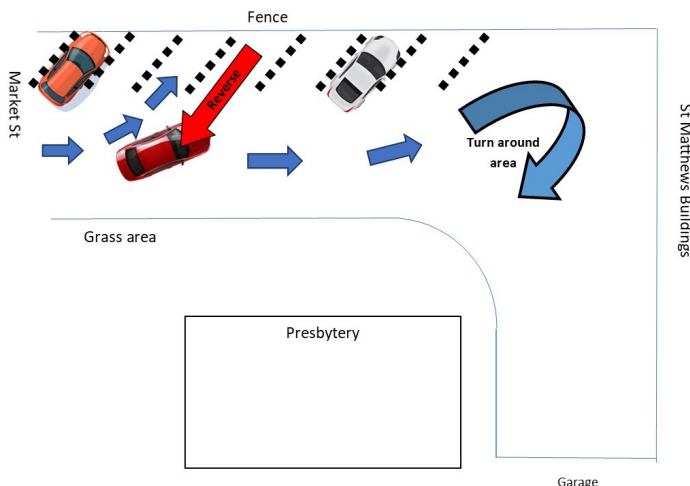 Fence
Market St
Reverse
Turn around
area
St Matthews Buildings
Grass area
Presbytery
Garage